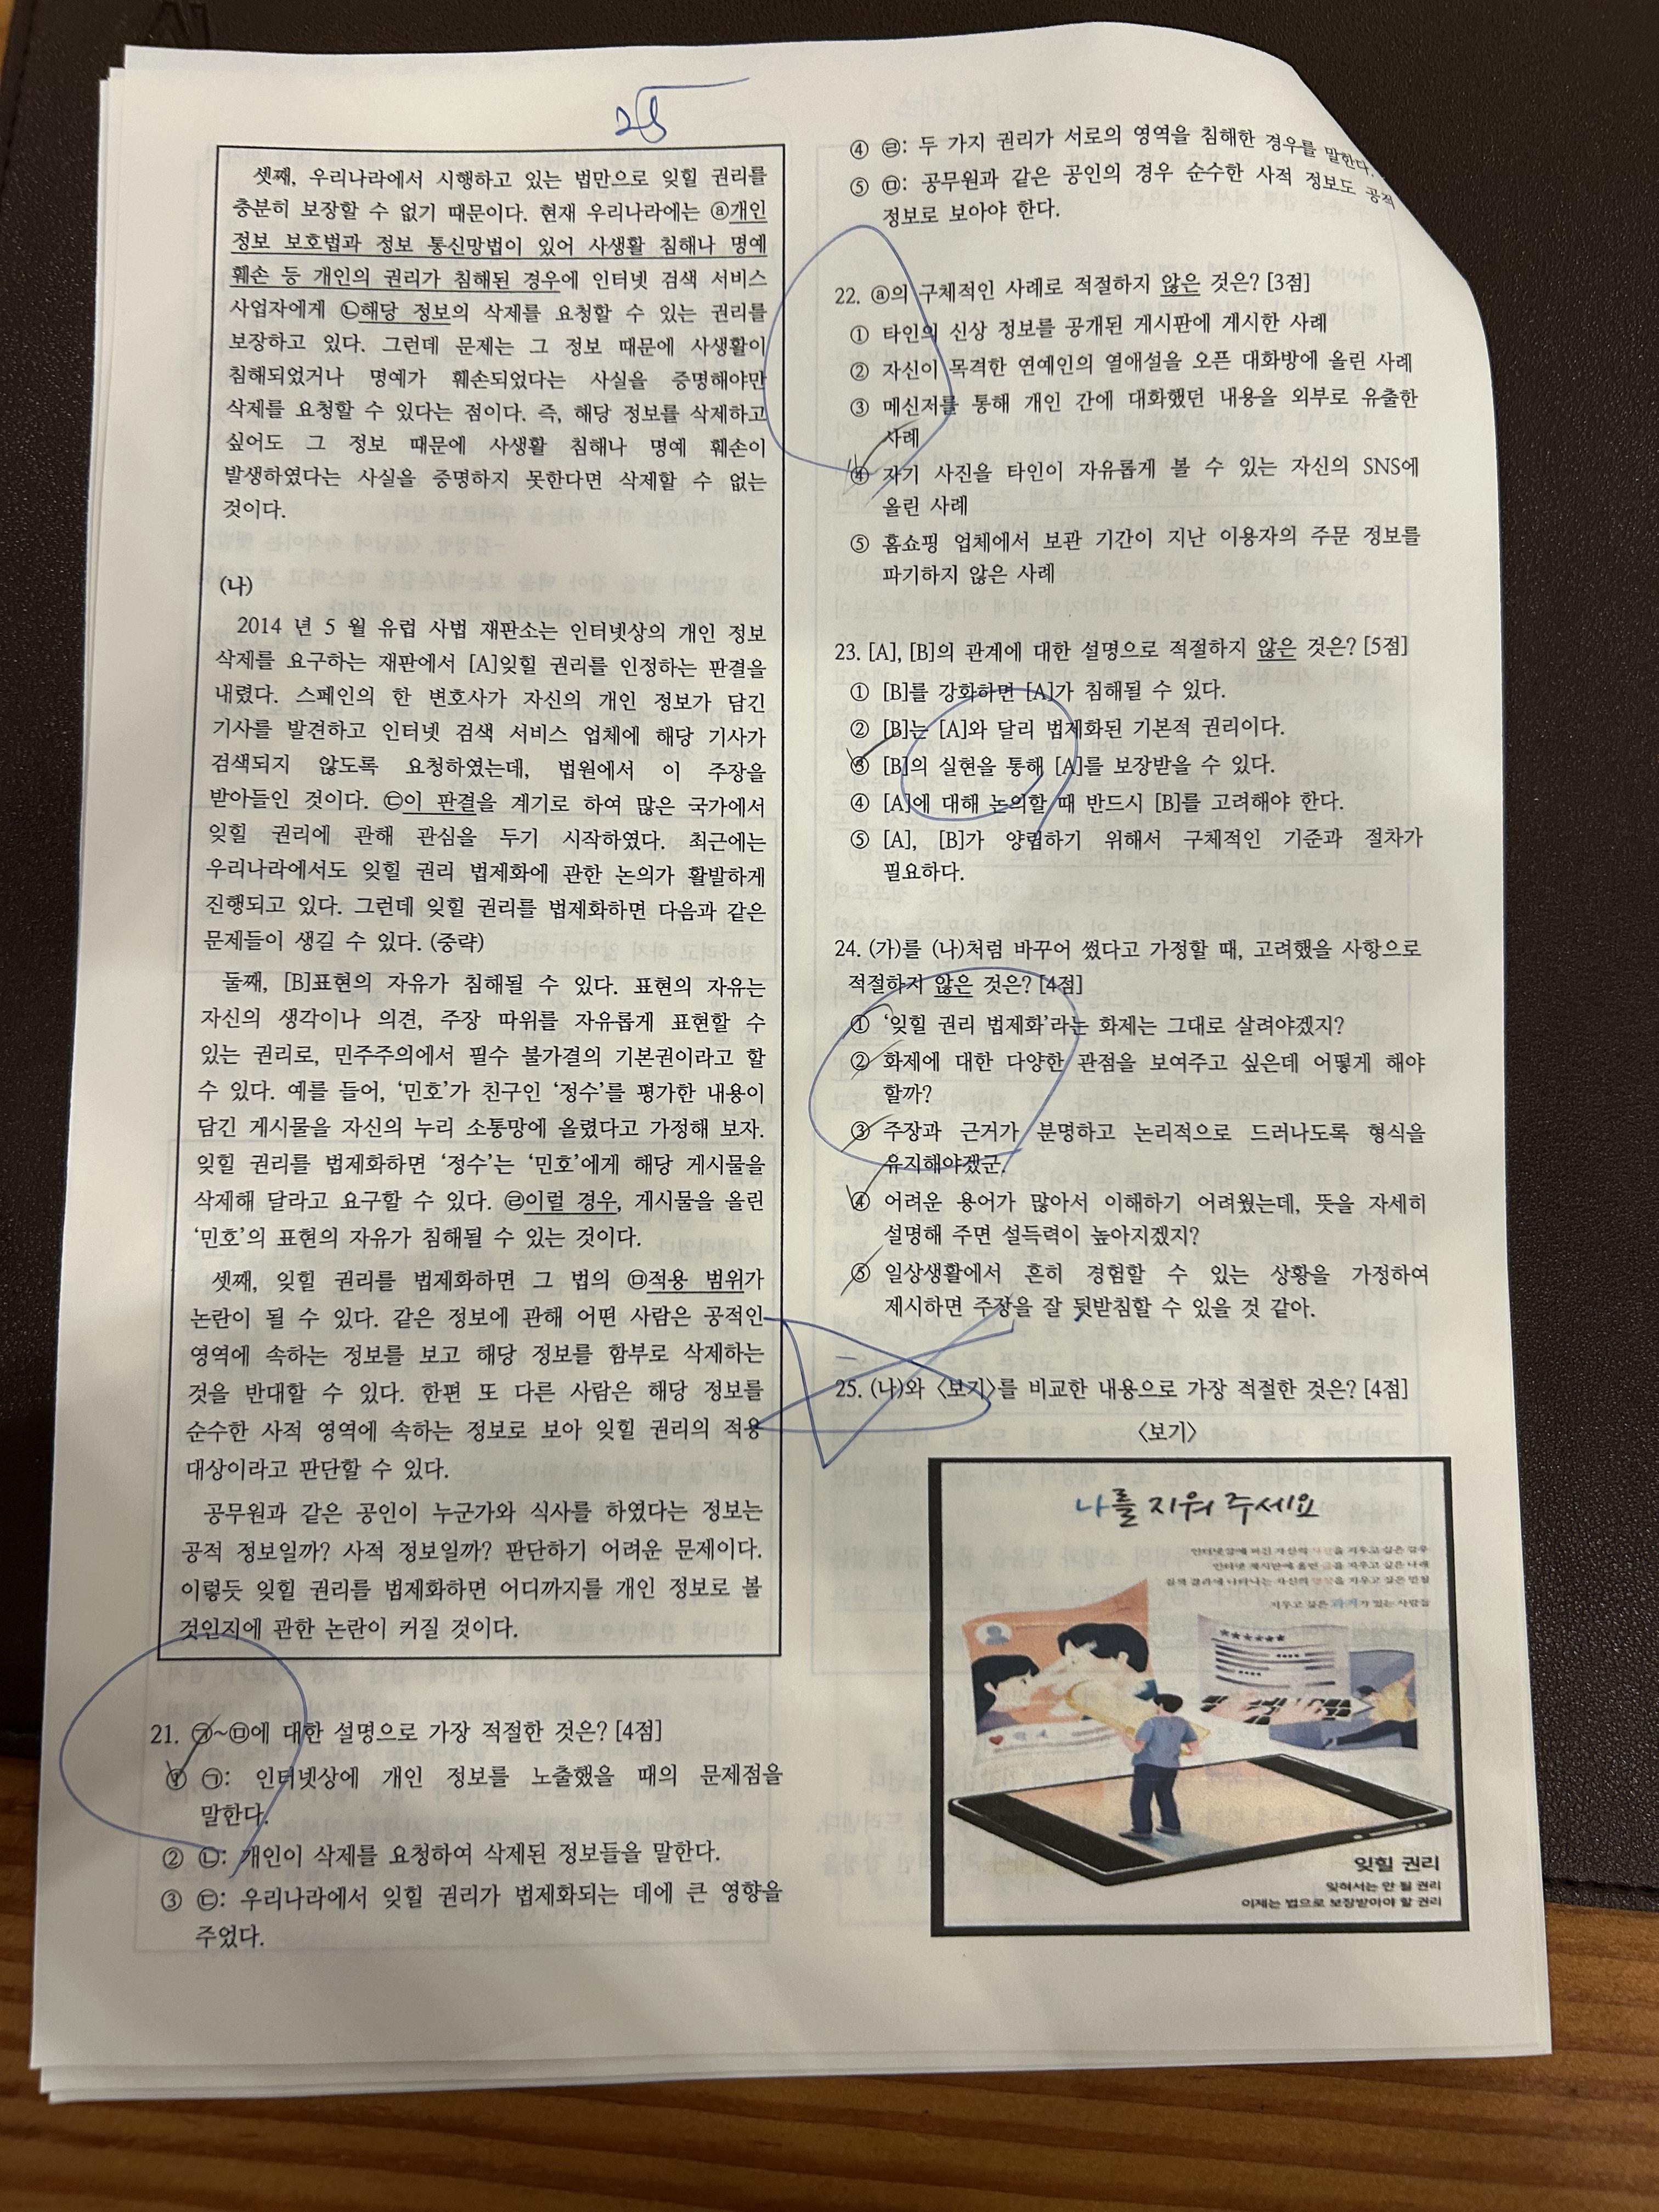 25
셋째, 우리나라에서 시행하고 있는 법만으로 잊힐 권리를
충분히 보장할 수 없기 때문이다. 현재 우리나라에는 ⓐ개인
정보 보호법과 정보 통신망법이 있어 사생활 침해나 명예
훼손 등 개인의 권리가 침해된 경우에 인터넷 검색 서비스
사업자에게 ㉡해당 정보의 삭제를 요청할 수 있는 권리를
보장하고 있다. 그런데 문제는 그 정보 때문에 사생활이
침해되었거나 명예가 훼손되었다는 사실을 증명해야만
삭제를 요청할 수 있다는 점이다. 즉, 해당 정보를 삭제하고
싶어도 그 정보 때문에 사생활 침해나 명예 훼손이
발생하였다는 사실을 증명하지 못한다면 삭제할 수 없는
것이다.
(나)
2014 년 5 월 유럽 사법 재판소는 인터넷상의 개인 정보
삭제를 요구하는 재판에서 [A]잊힐 권리를 인정하는 판결을
내렸다. 스페인의 한 변호사가 자신의 개인 정보가 담긴
기사를 발견하고 인터넷 검색 서비스 업체에 해당 기사가
검색되지 않도록 요청하였는데, 법원에서 이 주장을
받아들인 것이다. ㉢이 판결을 계기로 하여 많은 국가에서
잊힐 권리에 관해 관심을 두기 시작하였다. 최근에는
우리나라에서도 잊힐 권리 법제화에 관한 논의가 활발하게
진행되고 있다. 그런데 잊힐 권리를 법제화하면 다음과 같은
문제들이 생길 수 있다. (중략)
둘째, [B]표현의 자유가 침해될 수 있다. 표현의 자유는
자신의 생각이나 의견, 주장 따위를 자유롭게 표현할 수
있는 권리로, 민주주의에서 필수 불가결의 기본권이라고 할
수 있다. 예를 들어, ‘민호’가 친구인 ‘정수’를 평가한 내용이
담긴 게시물을 자신의 누리 소통망에 올렸다고 가정해 보자.
잊힐 권리를 법제화하면 ‘정수’는 ‘민호’에게 해당 게시물을
삭제해 달라고 요구할 수 있다. ㉣이럴 경우, 게시물을 올린
‘민호’의 표현의 자유가 침해될 수 있는 것이다.
셋째, 잊힐 권리를 법제화하면 그 법의 ㉤적용 범위가
논란이 될 수 있다. 같은 정보에 관해 어떤 사람은 공적인
영역에 속하는 정보를 보고 해당 정보를 함부로 삭제하는
것을 반대할 수 있다. 한편 또 다른 사람은 해당 정보를
순수한 사적 영역에 속하는 정보로 보아 잊힐 권리의 적용
대상이라고 판단할 수 있다.
공무원과 같은 공인이 누군가와 식사를 하였다는 정보는
공적 정보일까? 사적 정보일까? 판단하기 어려운 문제이다.
이렇듯 잊힐 권리를 법제화하면 어디까지를 개인 정보로 볼
것인지에 관한 논란이 커질 것이다.
21. ㉠~㉤에 대한 설명으로 가장 적절한 것은? [4점]
① ㉠: 인터넷상에 개인 정보를 노출했을 때의 문제점을
말한다.
② ㉡: 개인이 삭제를 요청하여 삭제된 정보들을 말한다.
③ ㉢: 우리나라에서 잊힐 권리가 법제화되는 데에 큰 영향을
주었다.
④ ㉣: 두 가지 권리가 서로의 영역을 침해한 경우를 말한다.
⑤ ㉤: 공무원과 같은 공인의 경우 순수한 사적 정보도 공적
정보로 보아야 한다.
22. ⓐ의 구체적인 사례로 적절하지 않은 것은? [3점]
① 타인의 신상 정보를 공개된 게시판에 게시한 사례
② 자신이 목격한 연예인의 열애설을 오픈 대화방에 올린 사례
③ 메신저를 통해 개인 간에 대화했던 내용을 외부로 유출한
사례
④ 자기 사진을 타인이 자유롭게 볼 수 있는 자신의 SNS에
올린 사례
⑤ 홈쇼핑 업체에서 보관 기간이 지난 이용자의 주문 정보를
파기하지 않은 사례
23. [A], [B]의 관계에 대한 설명으로 적절하지 않은 것은? [5점]
① [B]를 강화하면 [A]가 침해될 수 있다.
② [B]는 [A]와 달리 법제화된 기본적 권리이다.
③ [B]의 실현을 통해 [A]를 보장받을 수 있다.
④ [A]에 대해 논의할 때 반드시 [B]를 고려해야 한다.
⑤ [A], [B]가 양립하기 위해서 구체적인 기준과 절차가
필요하다.
24. (가)를 (나)처럼 바꾸어 썼다고 가정할 때, 고려했을 사항으로
적절하지 않은 것은? [4점]
① ‘잊힐 권리 법제화’라는 화제는 그대로 살려야겠지?
② 화제에 대한 다양한 관점을 보여주고 싶은데 어떻게 해야
할까?
③ 주장과 근거가 분명하고 논리적으로 드러나도록 형식을
유지해야겠군.
④ 어려운 용어가 많아서 이해하기 어려웠는데, 뜻을 자세히
설명해 주면 설득력이 높아지겠지?
⑤ 일상생활에서 흔히 경험할 수 있는 상황을 가정하여
제시하면 주장을 잘 뒷받침할 수 있을 것 같아.
25. (나)와 〈보기〉를 비교한 내용으로 가장 적절한 것은? [4점]
〈보기〉
나를 지워 주세요
인터넷상에 퍼진 자신의 사진을 지우고 싶은 경우
인터넷 게시판에 올린 글을 지우고 싶은 나래
검색 결과에 나타나는 자신의 영상을 지우고 싶은 민철
지우고 싶은 과거가 있는 사람들
잊힐 권리
잊혀서는 안 될 권리
이제는 법으로 보장받아야 할 권리